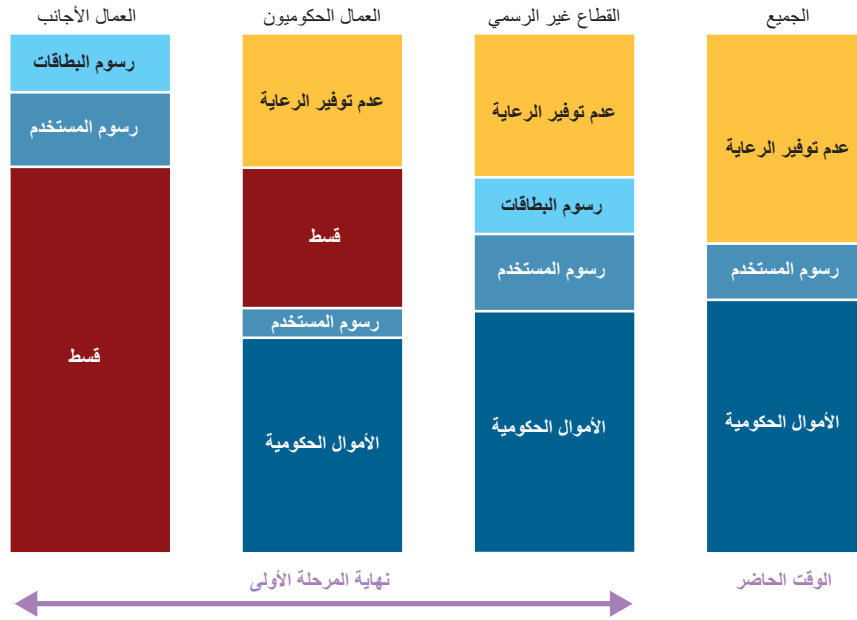 الجميع
القطاع غير الرسمي
العمال الحكوميون
العمال الأجانب
عدم توفير الرعاية
رسوم المستخدم
الأموال الحكومية
عدم توفير الرعاية
رسوم البطاقات
رسوم المستخدم
الأموال الحكومية
عدم توفير الرعاية
قسط
رسوم المستخدم
الأموال الحكومية
رسوم البطاقات
رسوم المستخدم
قسط
الوقت الحاضر
نهاية المرحلة الأولى